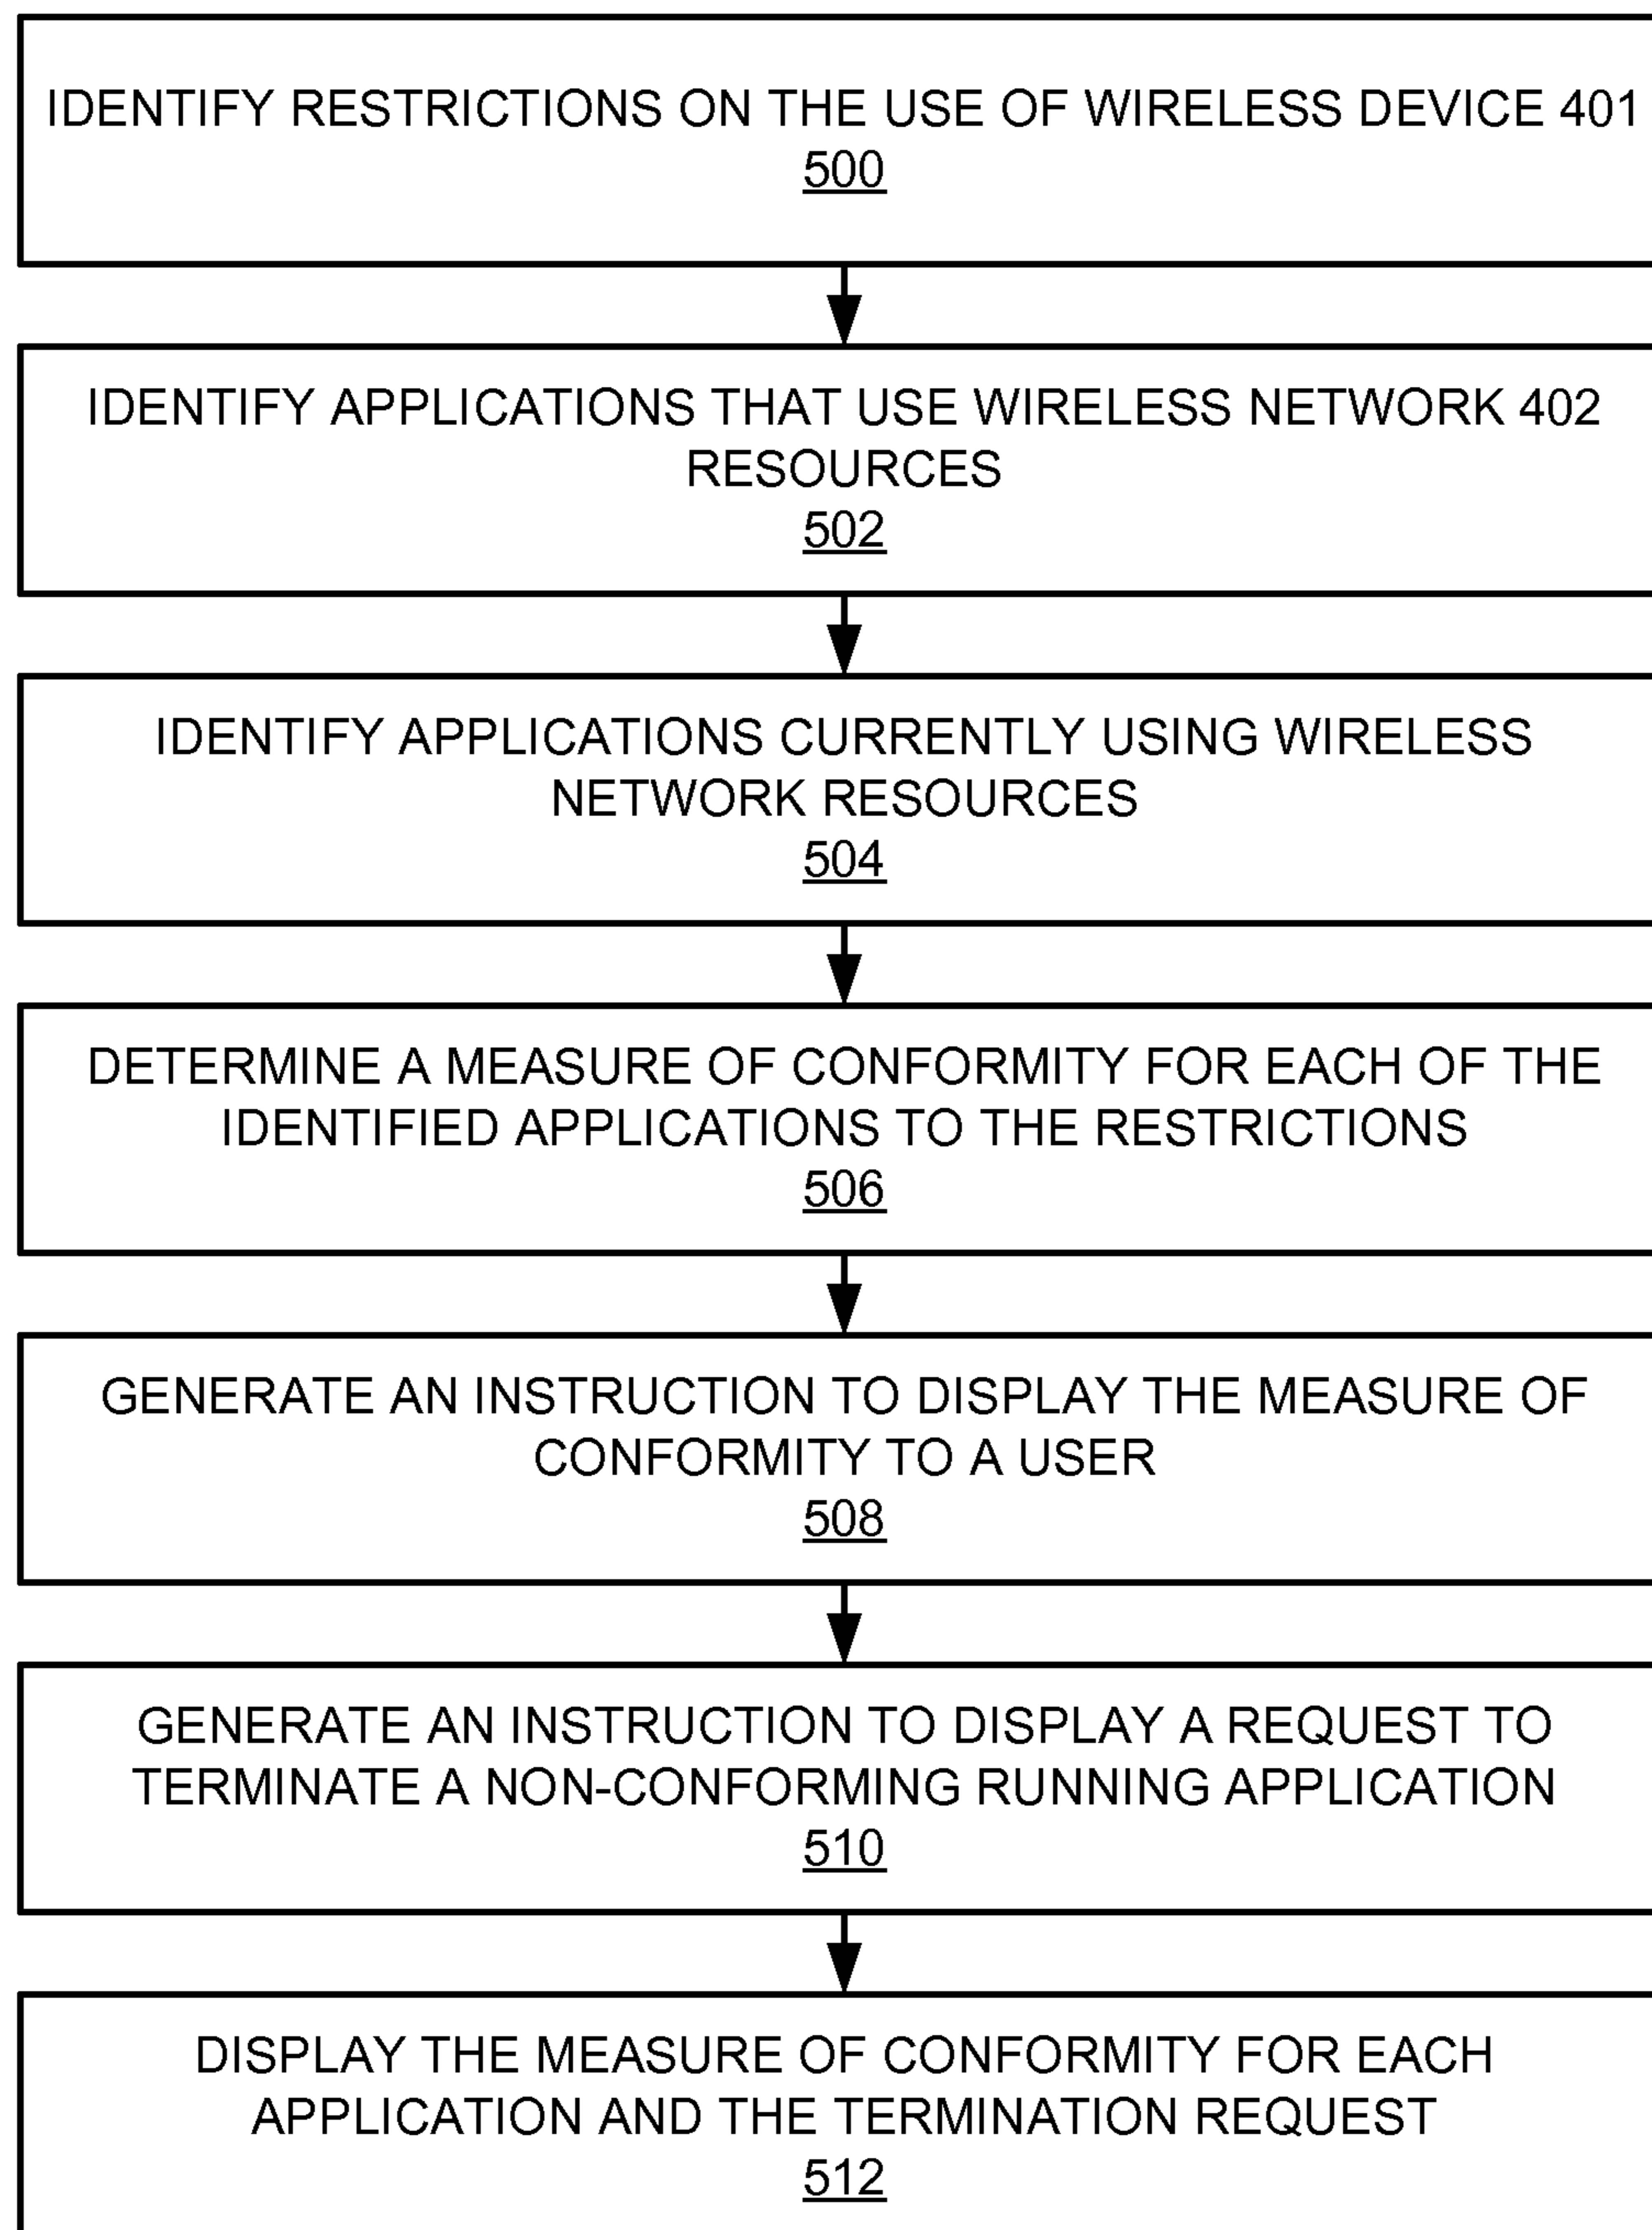 IDENTIFY RESTRICTIONS ON THE USE OF WIRELESS DEVICE 401
500
IDENTIFY APPLICATIONS THAT USE WIRELESS NETWORK 402
RESOURCES
502
IDENTIFY APPLICATIONS CURRENTLY USING WIRELESS
NETWORK RESOURCES
504
DETERMINE A MEASURE OF CONFORMITY FOR EACH OF THE
IDENTIFIED APPLICATIONS TO THE RESTRICTIONS
506
GENERATE AN INSTRUCTION TO DISPLAY THE MEASURE OF
CONFORMITY TO A USER
508
GENERATE AN INSTRUCTION TO DISPLAY A REQUEST TO
TERMINATE A NON-CONFORMING RUNNING APPLICATION
510
DISPLAY THE MEASURE OF CONFORMITY FOR EACH
APPLICATION AND THE TERMINATION REQUEST
512